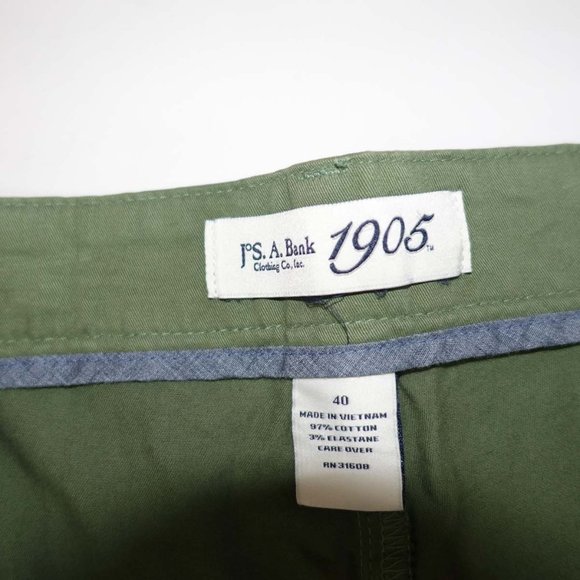 JoS. A. Bank 1905 TM
Clothing Co., Inc.
40
MADE IN VIETNAM
97% COTTON
3% ELASTANE
CARE OVER
RN 31608